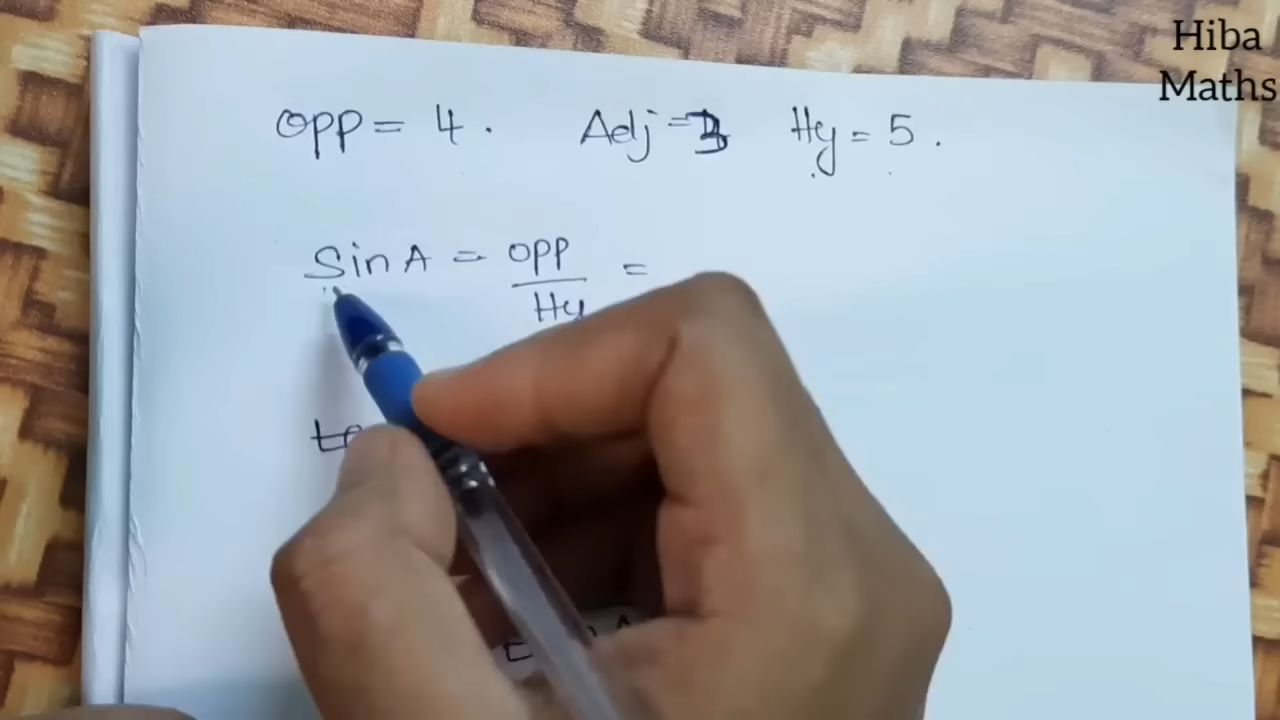 Hiba
Maths
Opp = 4. Adj = 3 Hy = 5.
Sin A = opp =
Hy